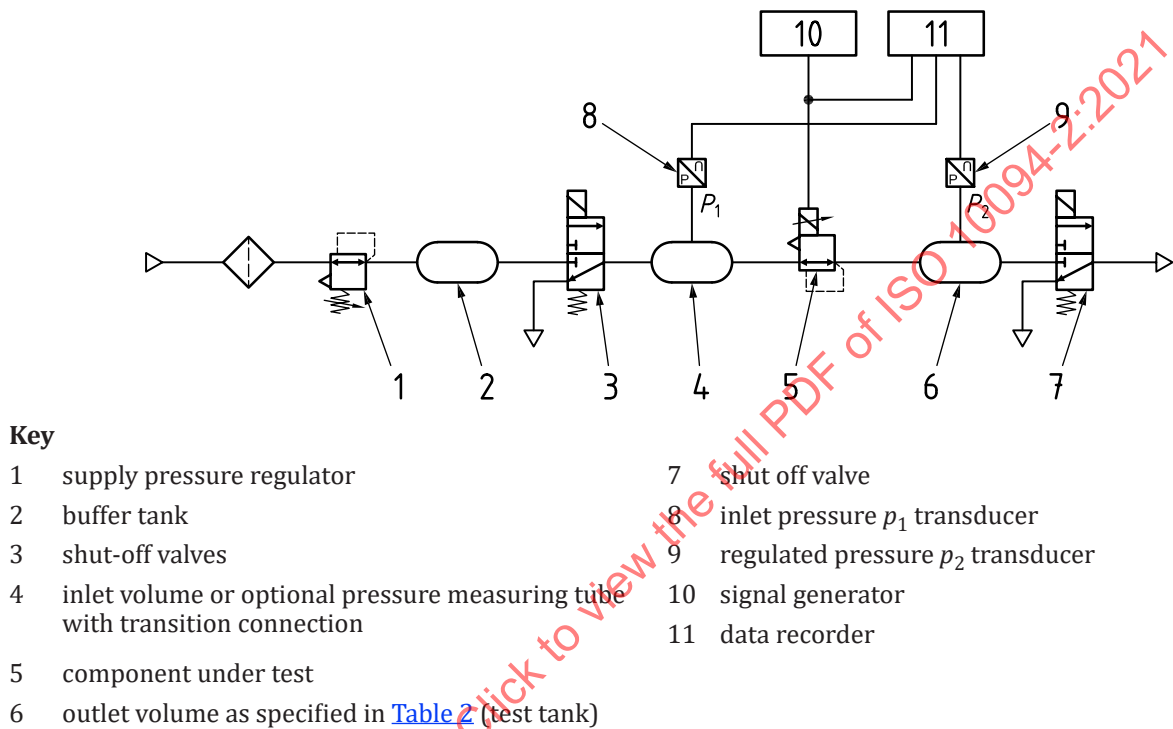 10 11
8 9
P n P n
P1 P2
1 2 3 4 5 6 7
Key
1 supply pressure regulator
2 buffer tank
3 shut-off valves
4 inlet volume or optional pressure measuring tube
with transition connection
5 component under test
6 outlet volume as specified in Table 2 (test tank)
7 shut off valve
8 inlet pressure p1 transducer
9 regulated pressure p2 transducer
10 signal generator
11 data recorder
Click to view the full PDF of ISO 10094-2:2021